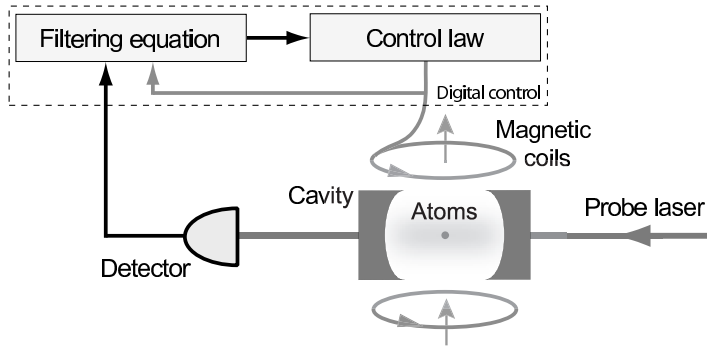 Filtering equation
Control law
Digital control
Magnetic
coils
Cavity
Atoms
Probe laser
Detector